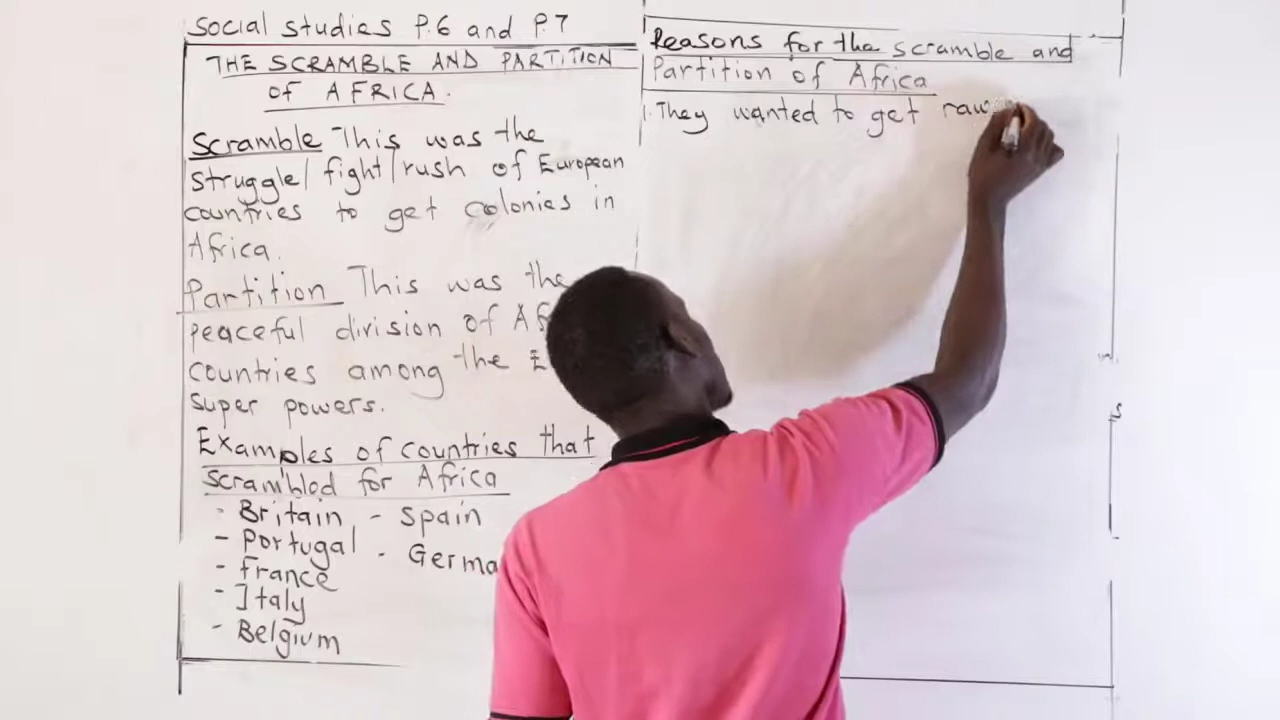 Social studies P.6 and P.7
THE SCRAMBLE AND PARTITION
OF AFRICA.
Scramble This was the
struggle/fight/rush of European
countries to get colonies in
Africa.
Partition This was the
peaceful division of Af
countries among the E
super powers.
Examples of countries that
scrambled for Africa
- Britain - Spain
- Portugal - Germa
- France
- Italy
- Belgium
Reasons for the scramble and
Partition of Africa
1. They wanted to get raw
s